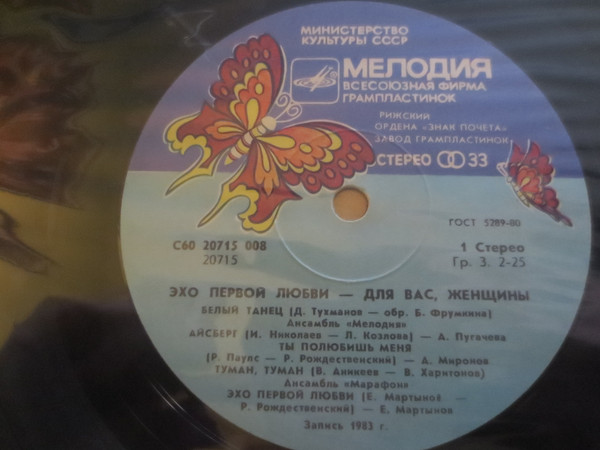 МИНИСТЕРСТВО
КУЛЬТУРЫ СССР
МЕЛОДИЯ
ВСЕСОЮЗНАЯ ФИРМА
ГРАМПЛАСТИНОК
РИЖСКИЙ
ОРДЕНА «ЗНАК ПОЧЕТА»
ЗАВОД ГРАМПЛАСТИНОК
СТЕРЕО 33
ГОСТ 5289-80
С60 20715 008
20715
1 Стерео
Гр. 3. 2-25
ЭХО ПЕРВОЙ ЛЮБВИ — ДЛЯ ВАС, ЖЕНЩИНЫ
БЕЛЫЙ ТАНЕЦ (Д. Тухманов — обр. Б. Фрумкина)
Ансамбль «Мелодия»
АЙСБЕРГ (И. Николаев — Л. Козлова) — А. Пугачева
ТЫ ПОЛЮБИШЬ МЕНЯ
(Р. Паулс — Р. Рождественский) — А. Миронов
ТУМАН, ТУМАН (В. Аникеев — В. Харитонов)
Ансамбль «Марафон»
ЭХО ПЕРВОЙ ЛЮБВИ (Е. Мартынов —
Р. Рождественский) — Е. Мартынов
Запись 1983 г.